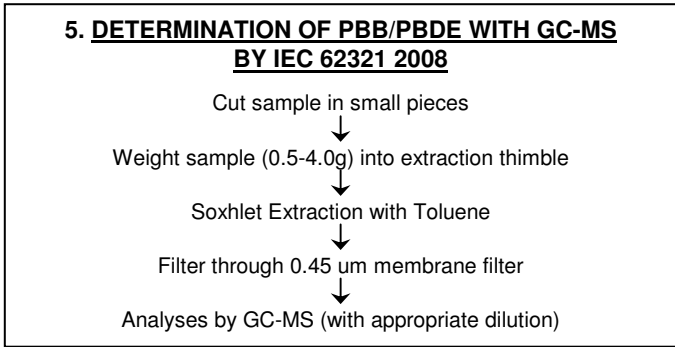 5. DETERMINATION OF PBB/PBDE WITH GC-MS
BY IEC 62321 2008
Cut sample in small pieces
Weight sample (0.5-4.0g) into extraction thimble
Soxhlet Extraction with Toluene
Filter through 0.45 um membrane filter
Analyses by GC-MS (with appropriate dilution)